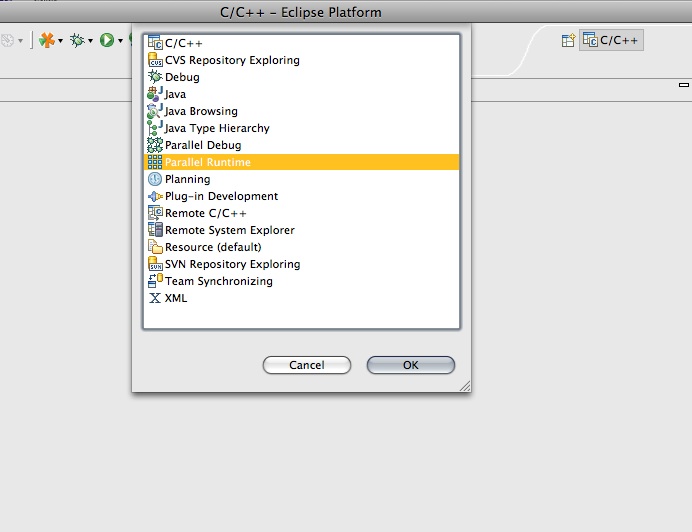 C/C++ – Eclipse Platform
C/C++
C/C++
CVS Repository Exploring
Debug
Java
Java Browsing
Java Type Hierarchy
Parallel Debug
Parallel Runtime
Planning
Plug-in Development
Remote C/C++
Remote System Explorer
Resource (default)
SVN Repository Exploring
Team Synchronizing
XML
Cancel
OK